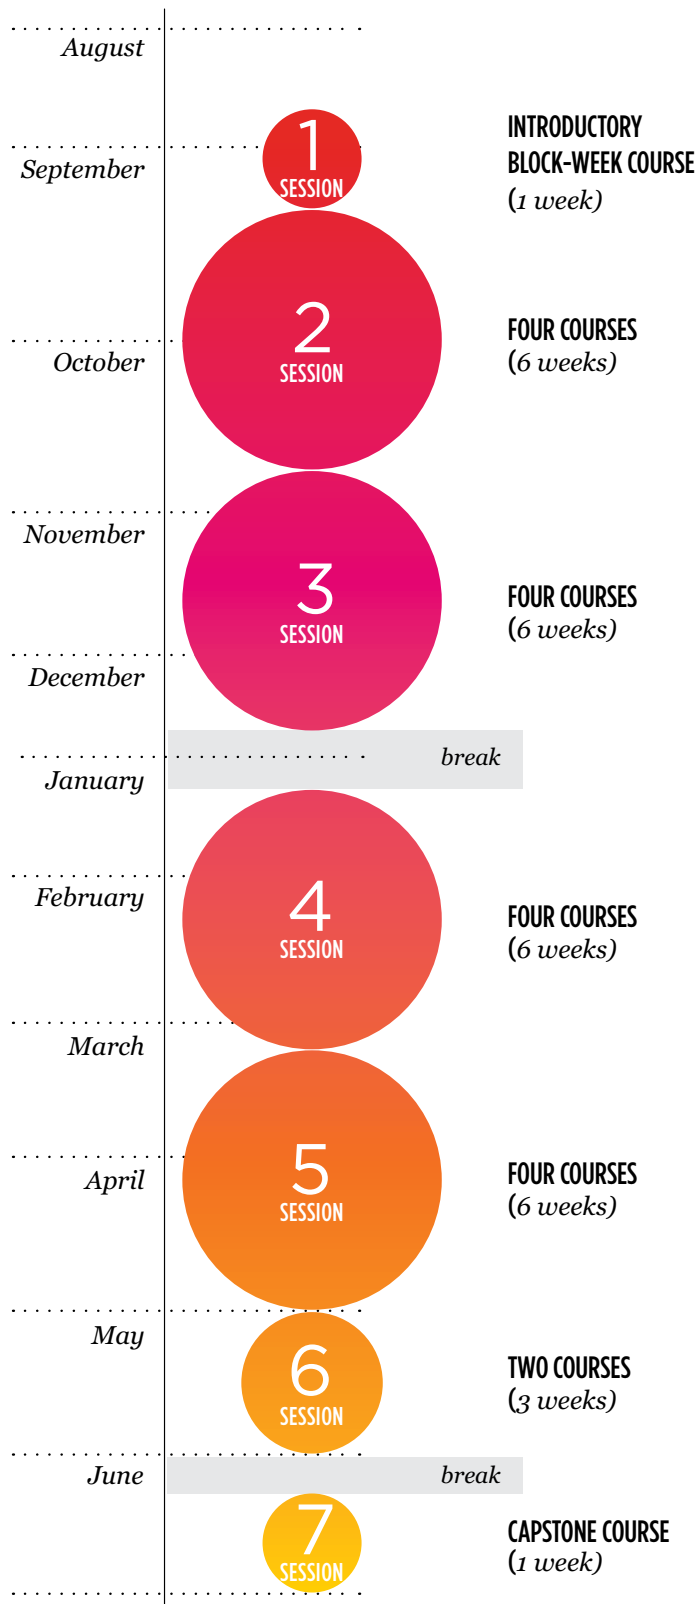 August
September
1
SESSION
INTRODUCTORY
BLOCK-WEEK COURSE
(1 week)
October
2
SESSION
FOUR COURSES
(6 weeks)
November
3
SESSION
FOUR COURSES
(6 weeks)
December
January
break
February
4
SESSION
FOUR COURSES
(6 weeks)
March
April
5
SESSION
FOUR COURSES
(6 weeks)
May
6
SESSION
TWO COURSES
(3 weeks)
June
break
7
SESSION
CAPSTONE COURSE
(1 week)